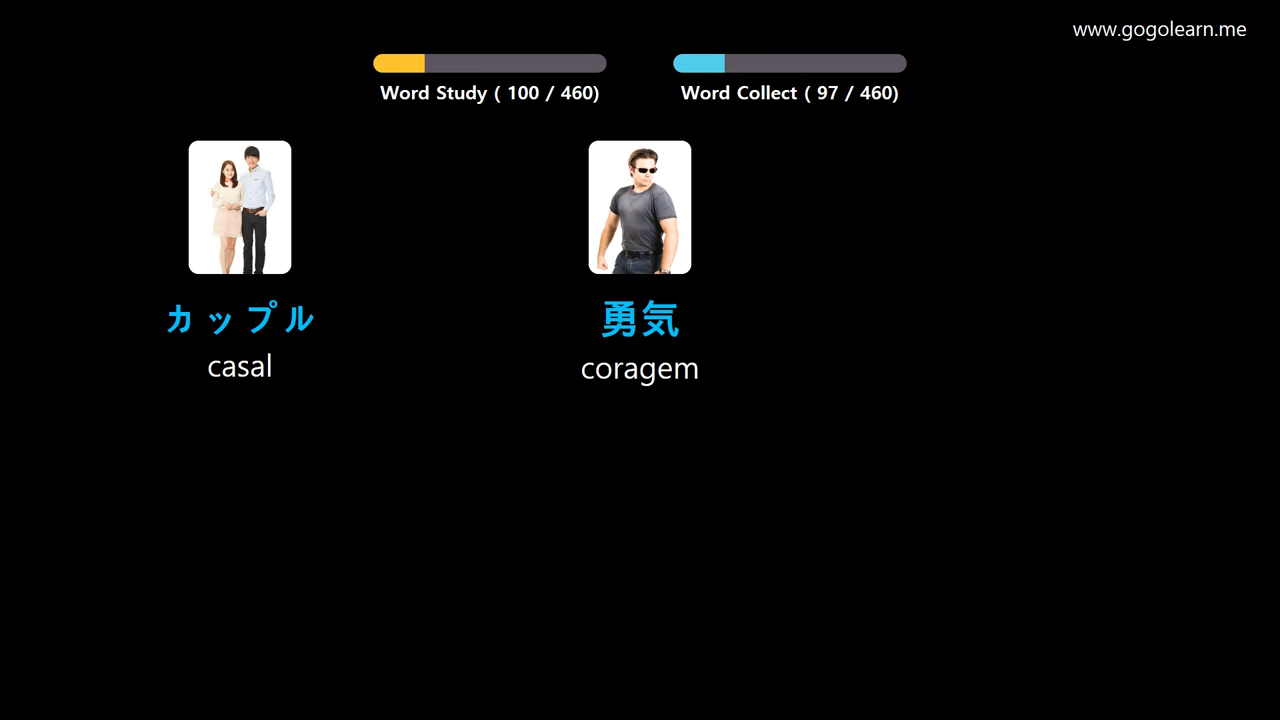 www.gogolearn.me
Word Study ( 100 / 460)
Word Collect ( 97 / 460)
カップル
casal
勇気
coragem